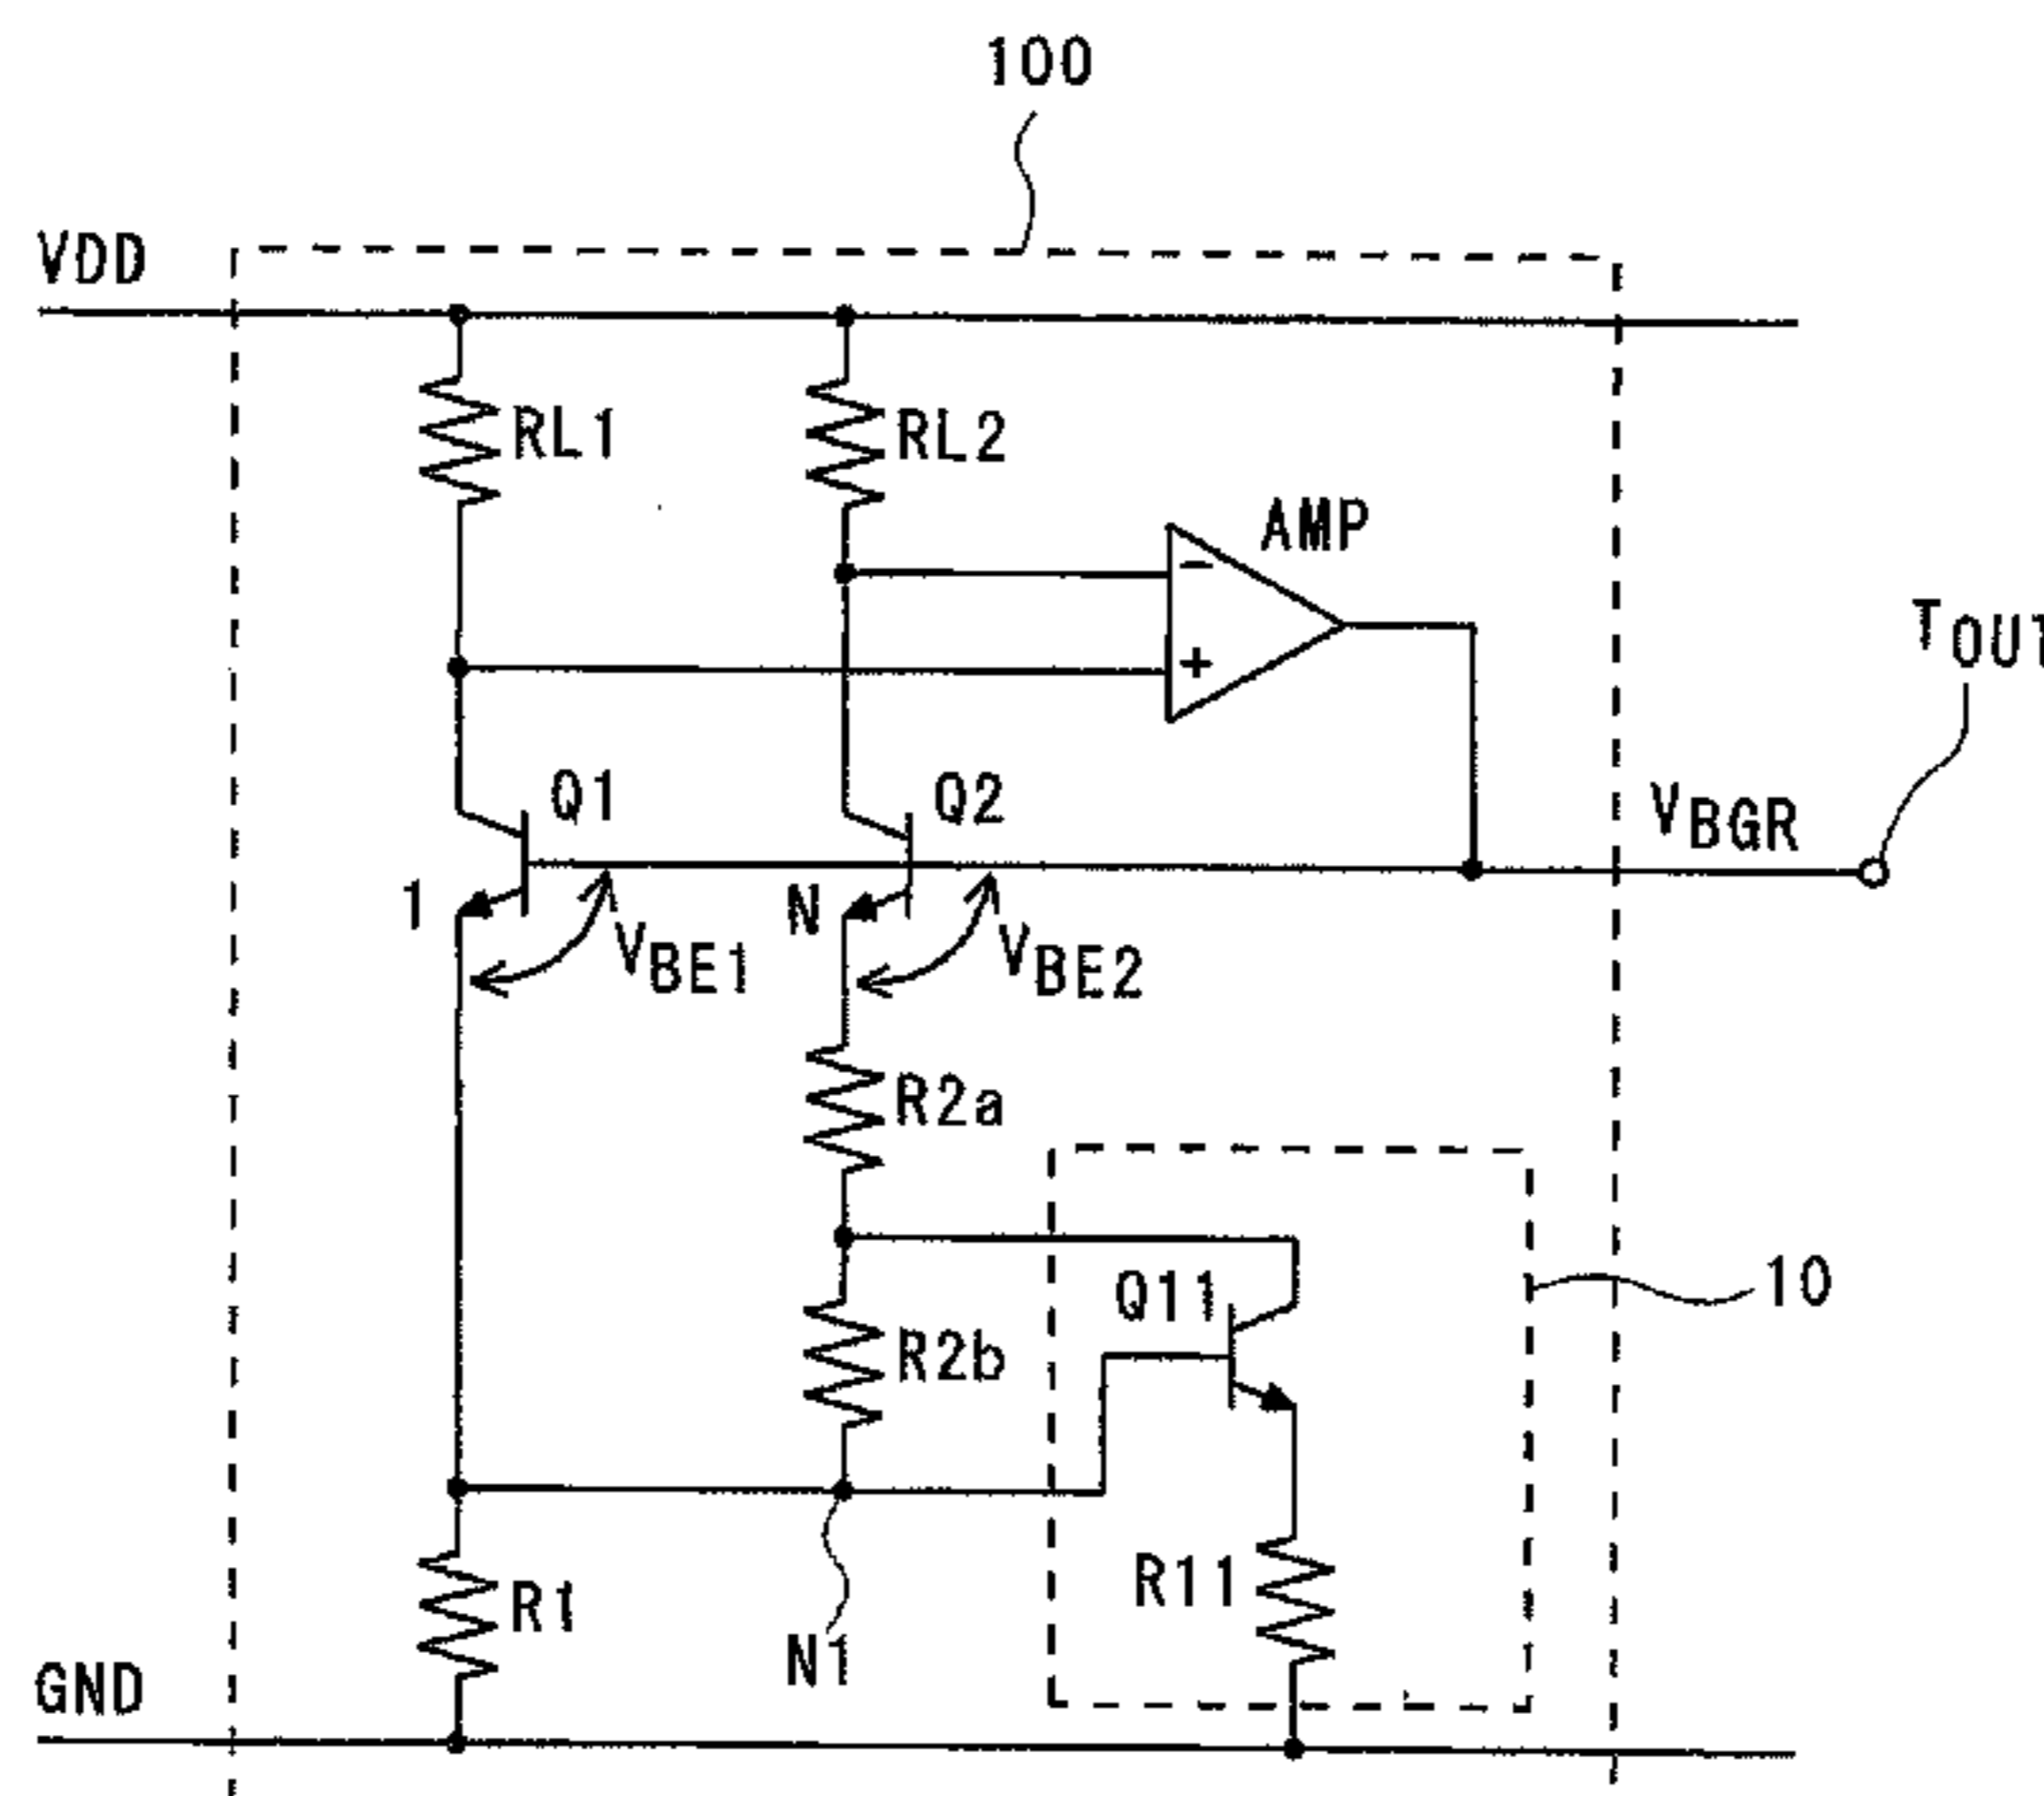 100
VDD
RL1
RL2
AMP
-
+
TOUT
Q1
Q2
VBGR
1
N
VBE1
VBE2
R2a
Q11
10
R2b
R11
R1
N1
GND